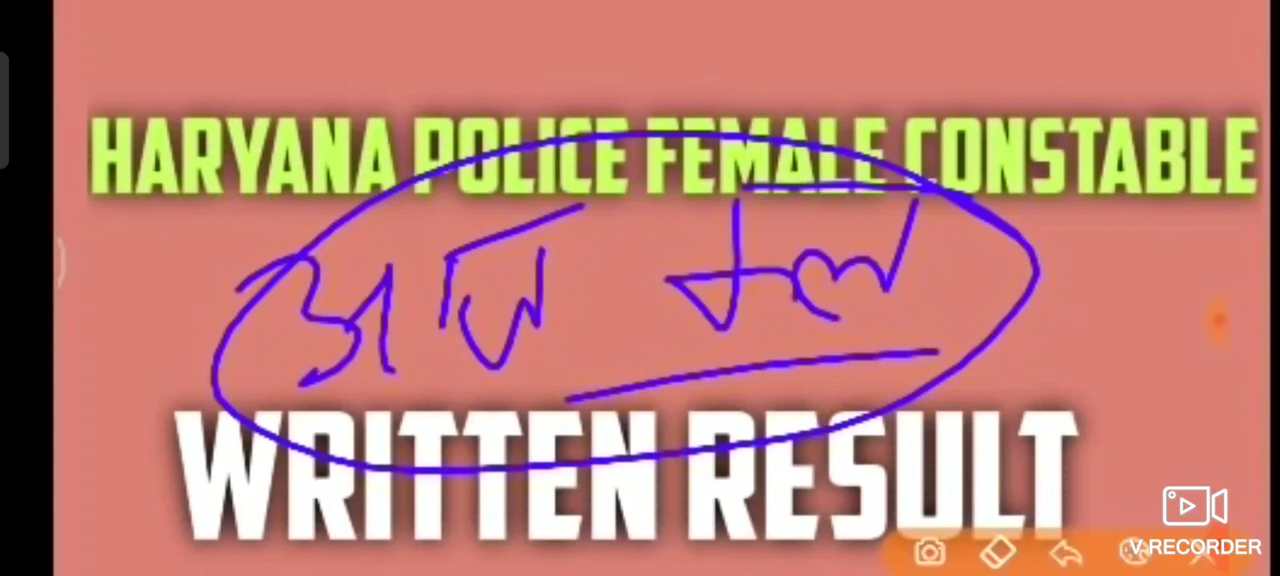 HARYANA POLICE FEMALE CONSTABLE
WRITTEN RESULT
V RECORDER